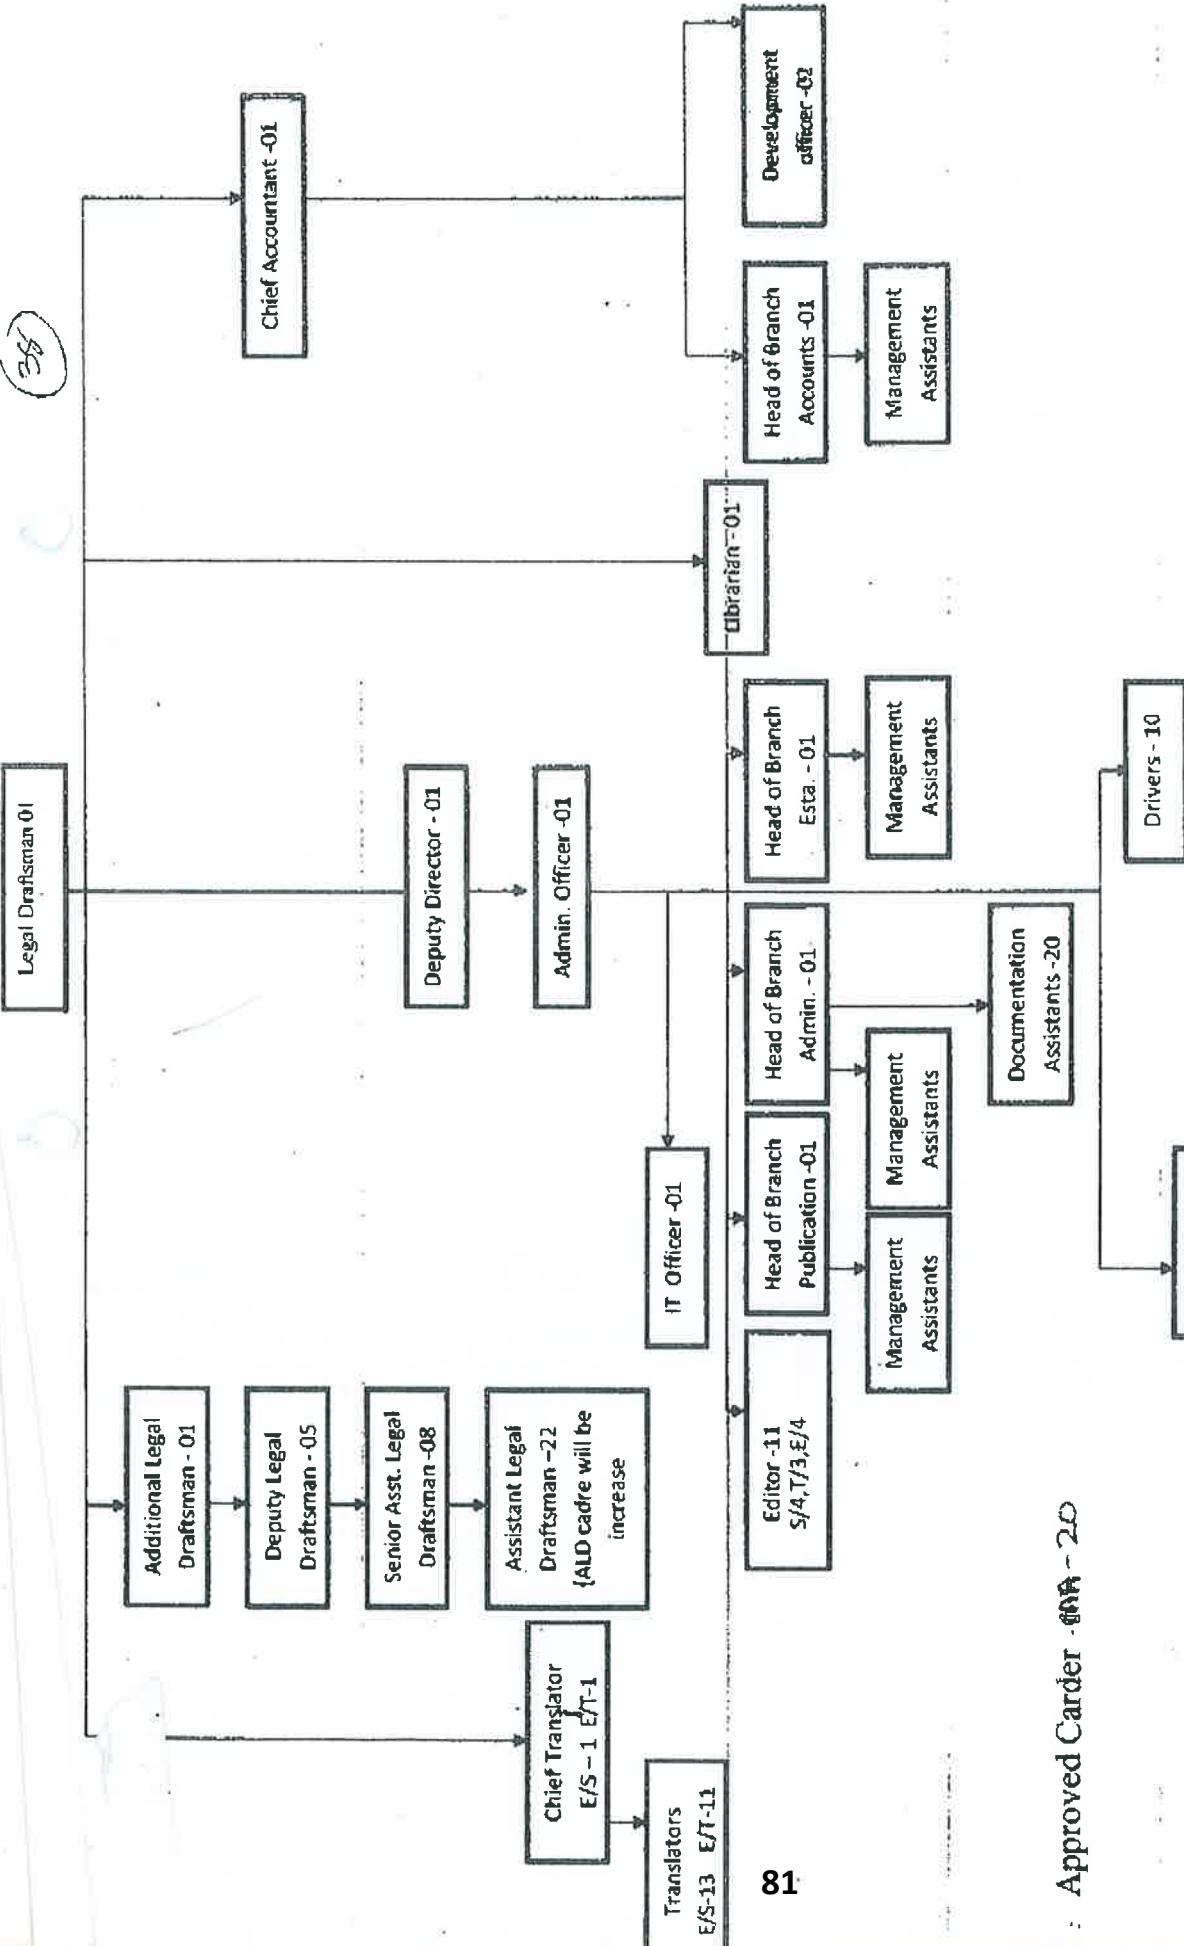 Legal Draftsman 01
Additional Legal
Draftsman - 01
Deputy Legal
Draftsman - 05
Senior Asst. Legal
Draftsman -08
Assistant Legal
Draftsman -22
(ALD cadre will be
increase
Chief Translator
E/S - 1 E/T-1
Translators
E/S-13 E/T-11
Deputy Director - 01
Admin. Officer -01
IT Officer -01
Editor -11
S/4,T/3,E/4
Head of Branch
Publication -01
Management
Assistants
Head of Branch
Admin. - 01
Management
Assistants
Documentation
Assistants -20
Head of Branch
Esta. - 01
Management
Assistants
Drivers - 10
Librarian - 01
Chief Accountant -01
Head of Branch
Accounts -01
Management
Assistants
Development
officer -02
: Approved Carder - 20
81